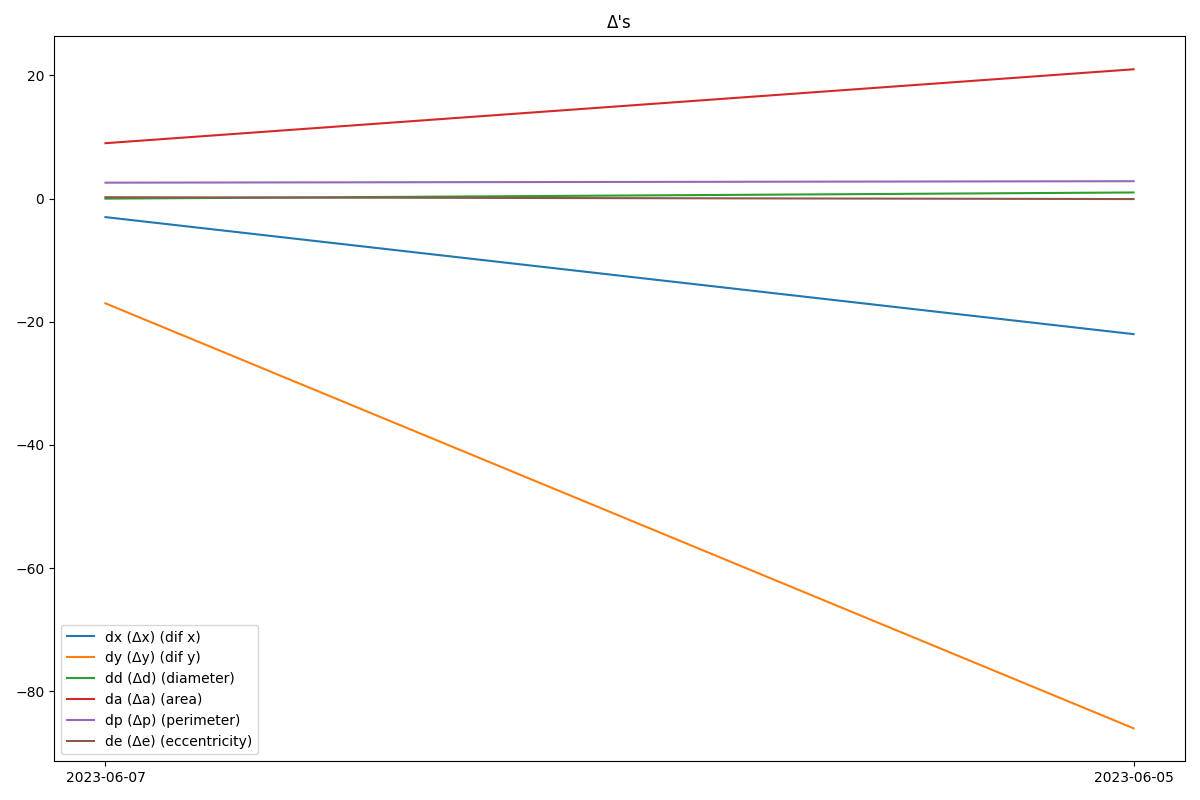 Δ's
20
0
−20
−40
−60
−80
dx (Δx) (dif x)
dy (Δy) (dif y)
dd (Δd) (diameter)
da (Δa) (area)
dp (Δp) (perimeter)
de (Δe) (eccentricity)
2023-06-07
2023-06-05